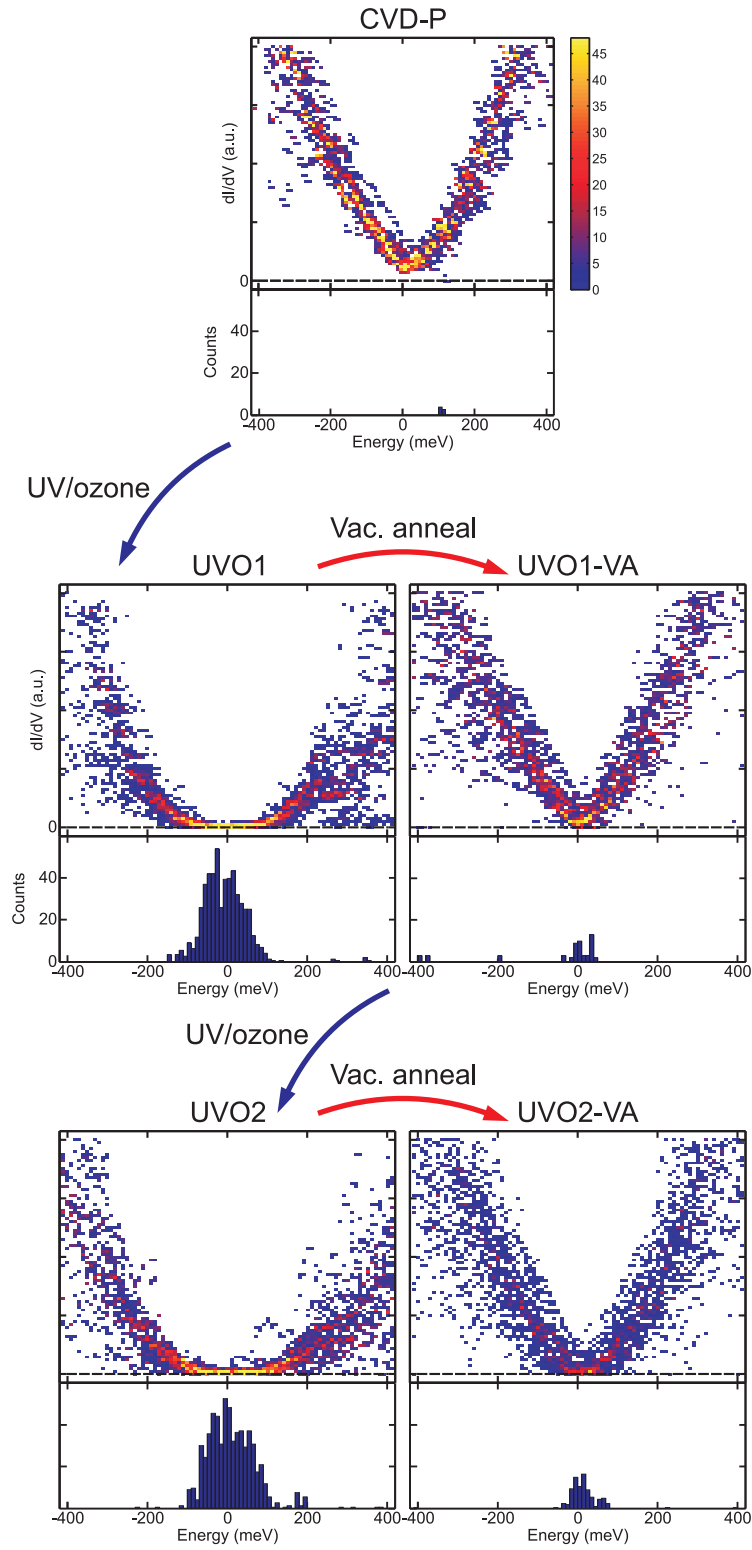 CVD-P
dI/dV (a.u.)
0
45
40
35
30
25
20
15
10
5
0
Counts
40
20
0
-400 -200 0 200 400
Energy (meV)
UV/ozone
Vac. anneal
UVO1 UVO1-VA
dI/dV (a.u.)
0
Counts
40
20
0
-400 -200 0 200 400 -400 -200 0 200 400
Energy (meV) Energy (meV)
UV/ozone
Vac. anneal
UVO2 UVO2-VA
-400 -200 0 200 400 -400 -200 0 200 400
Energy (meV) Energy (meV)